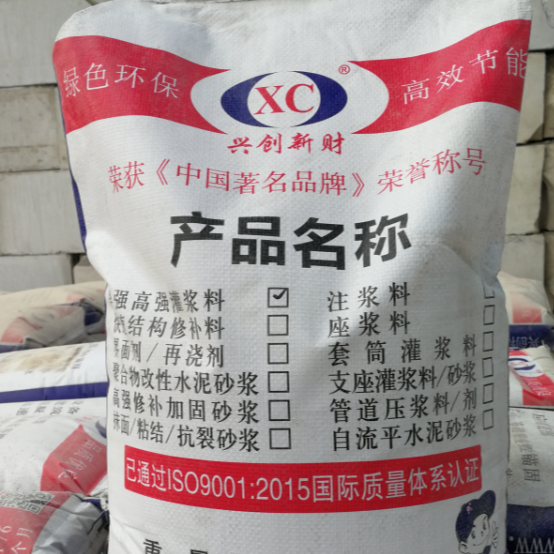 绿色环保
XC
®
高效节能
兴创新财
荣获《中国著名品牌》荣誉称号
产品名称
强高强灌浆料 ☑ 注浆料 □
结构修补料 □ 座浆料 □
界面剂/再浇剂 □ 套筒灌浆料 □
聚合物改性水泥砂浆 □ 支座灌浆料/砂浆 □
高强修补加固砂浆 □ 管道压浆料/剂 □
面/粘结/抗裂砂浆 □ 自流平水泥砂浆 □
已通过ISO9001:2015国际质量体系认证